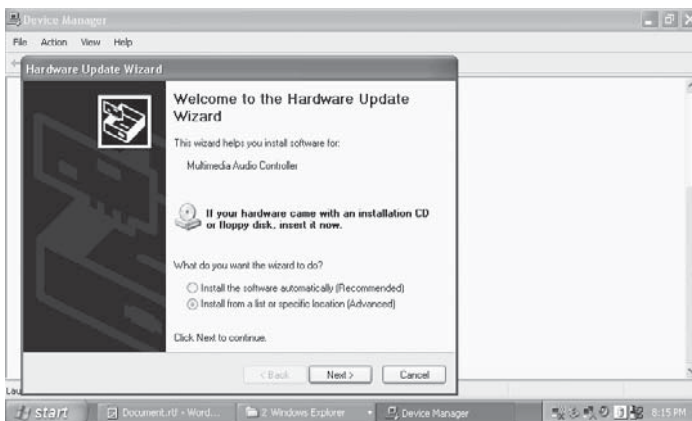 Device Manager
File Action View Help
Hardware Update Wizard
Welcome to the Hardware Update
Wizard
This wizard helps you install software for:
Multimedia Audio Controller
If your hardware came with an installation CD
or floppy disk, insert it now.
What do you want the wizard to do?
Install the software automatically (Recommended)
Install from a list or specific location (Advanced)
Click Next to continue.
< Back Next > Cancel
Lau
start Document.rtf - Word... 2 Windows Explorer Device Manager 8:15 PM